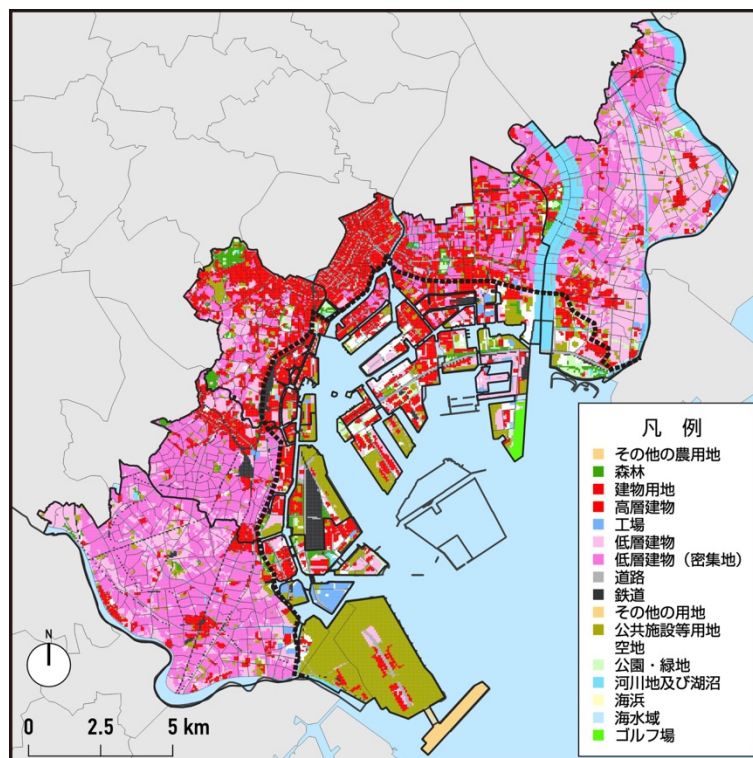 凡 例
その他の農用地
森林
建物用地
高層建物
工場
低層建物
低層建物（密集地）
道路
鉄道
その他の用地
公共施設等用地
空地
公園・緑地
河川地及び湖沼
海浜
海水域
ゴルフ場
N
0 2.5 5 km